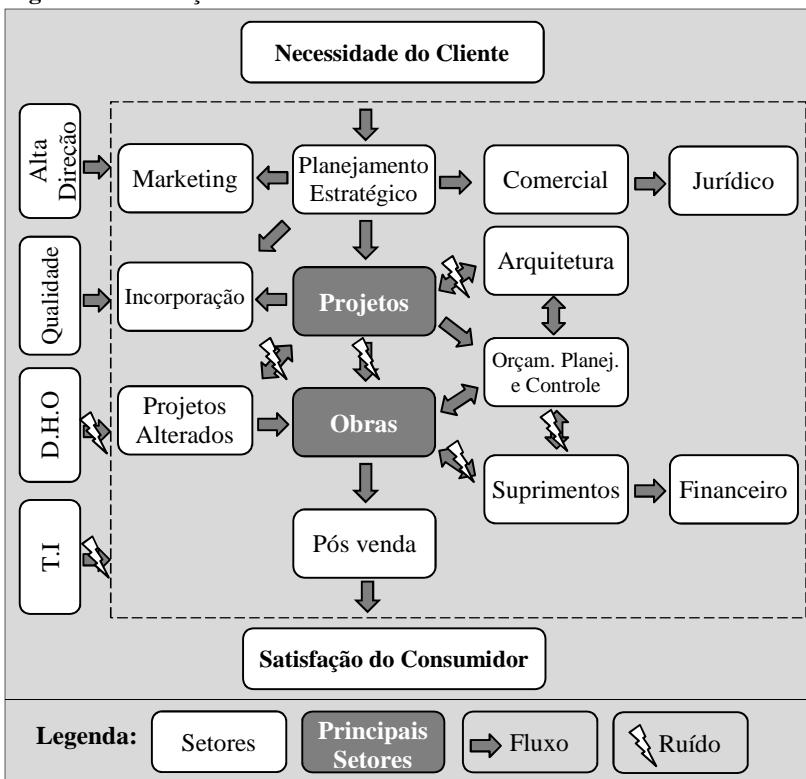 Necessidade do Cliente
Alta
Direção
Marketing
Planejamento
Estratégico
Comercial
Jurídico
Qualidade
Incorporação
Projetos
Arquitetura
Orçam. Planej.
e Controle
D.H.O
Projetos
Alterados
Obras
Suprimentos
Financeiro
T.I
Pós venda
Satisfação do Consumidor
Legenda:
Setores
Principais
Setores
Fluxo
Ruído